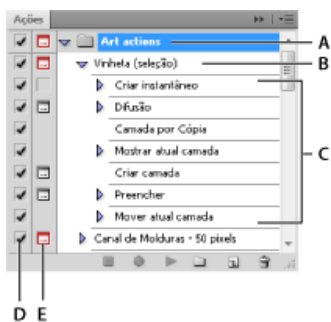 Ações
Art actions
A
Vinheta (seleção)
B
Criar instantâneo
Difusão
Camada por Cópia
Mostrar atual camada
C
Criar camada
Preencher
Mover atual camada
Canal de Molduras - 50 pixels
D E